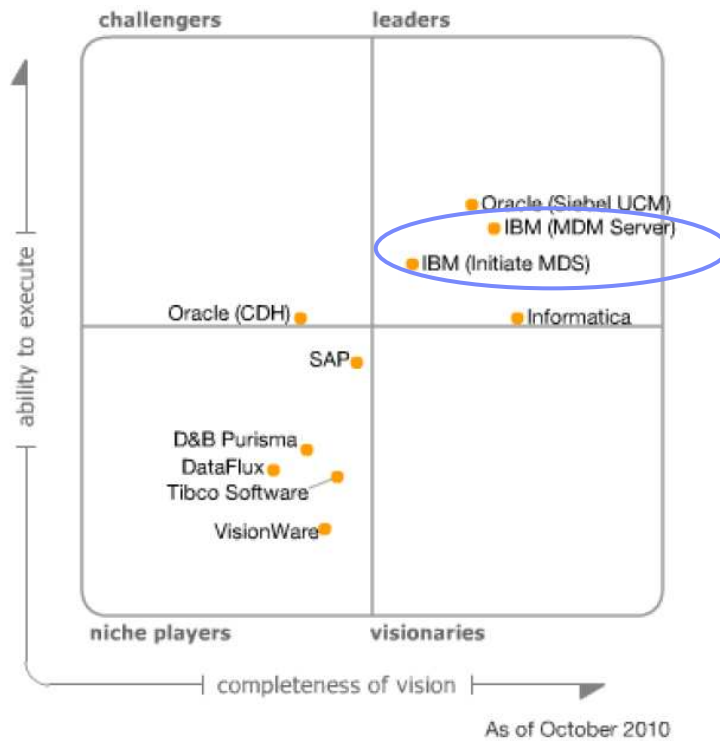 challengers
leaders
ability to execute
Oracle (Siebel UCM)
IBM (MDM Server)
IBM (Initiate MDS)
Oracle (CDH)
Informatica
SAP
D&B Purisma
DataFlux
Tibco Software
VisionWare
niche players
visionaries
completeness of vision
As of October 2010